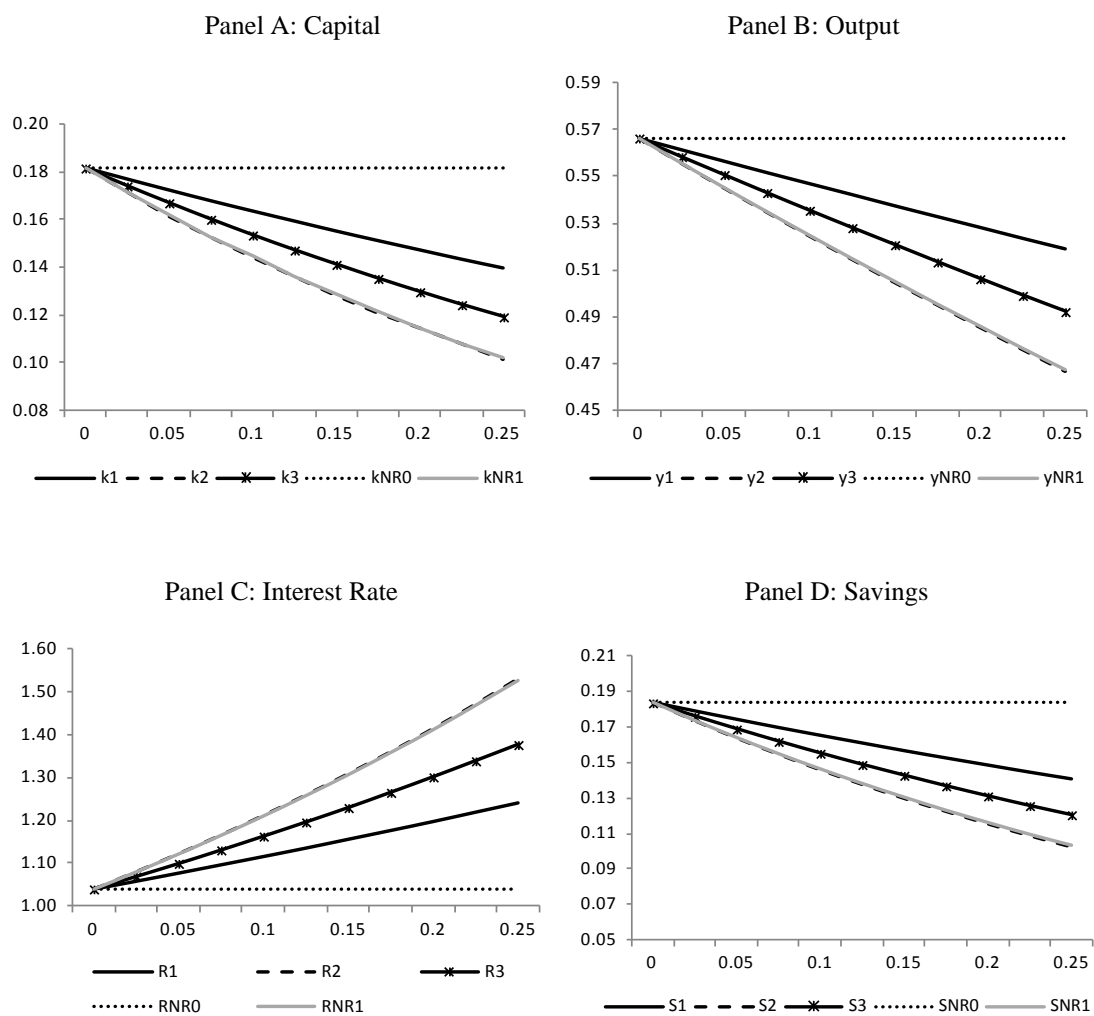 Panel A: Capital
0.20
0.18
0.16
0.14
0.12
0.10
0.08
0 0.05 0.1 0.15 0.2 0.25
k1 k2 k3 kNR0 kNR1
Panel B: Output
0.59
0.57
0.55
0.53
0.51
0.49
0.47
0.45
0 0.05 0.1 0.15 0.2 0.25
y1 y2 y3 yNR0 yNR1
Panel C: Interest Rate
1.60
1.50
1.40
1.30
1.20
1.10
1.00
0 0.05 0.1 0.15 0.2 0.25
R1 R2 R3
RNR0 RNR1
Panel D: Savings
0.21
0.19
0.17
0.15
0.13
0.11
0.09
0.07
0.05
0 0.05 0.1 0.15 0.2 0.25
S1 S2 S3 SNR0 SNR1